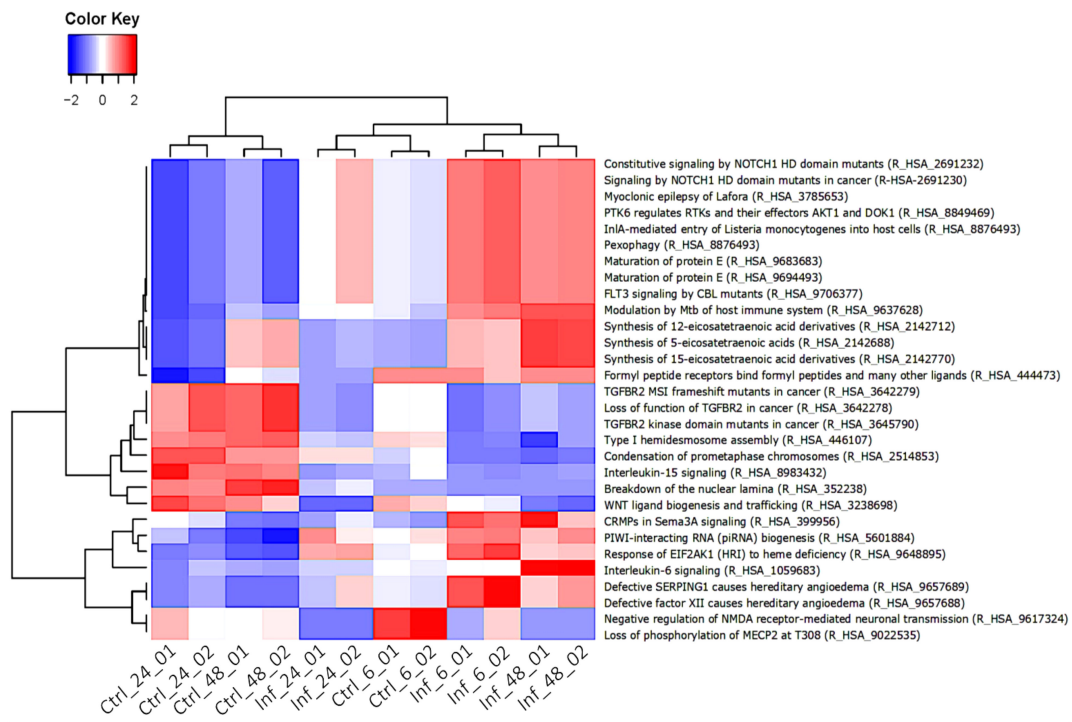 Color Key
−2 0 2
Constitutive signaling by NOTCH1 HD domain mutants (R_HSA_2691232)
Signaling by NOTCH1 HD domain mutants in cancer (R-HSA-2691230)
Myoclonic epilepsy of Lafora (R_HSA_3785653)
PTK6 regulates RTKs and their effectors AKT1 and DOK1 (R_HSA_8849469)
InlA-mediated entry of Listeria monocytogenes into host cells (R_HSA_8876493)
Pexophagy (R_HSA_8876493)
Maturation of protein E (R_HSA_9683683)
Maturation of protein E (R_HSA_9694493)
FLT3 signaling by CBL mutants (R_HSA_9706377)
Modulation by Mtb of host immune system (R_HSA_9637628)
Synthesis of 12-eicosatetraenoic acid derivatives (R_HSA_2142712)
Synthesis of 5-eicosatetraenoic acids (R_HSA_2142688)
Synthesis of 15-eicosatetraenoic acid derivatives (R_HSA_2142770)
Formyl peptide receptors bind formyl peptides and many other ligands (R_HSA_444473)
TGFBR2 MSI frameshift mutants in cancer (R_HSA_3642279)
Loss of function of TGFBR2 in cancer (R_HSA_3642278)
TGFBR2 kinase domain mutants in cancer (R_HSA_3645790)
Type I hemidesmosome assembly (R_HSA_446107)
Condensation of prometaphase chromosomes (R_HSA_2514853)
Interleukin-15 signaling (R_HSA_8983432)
Breakdown of the nuclear lamina (R_HSA_352238)
WNT ligand biogenesis and trafficking (R_HSA_3238698)
CRMPs in Sema3A signaling (R_HSA_399956)
PIWI-interacting RNA (piRNA) biogenesis (R_HSA_5601884)
Response of EIF2AK1 (HRI) to heme deficiency (R_HSA_9648895)
Interleukin-6 signaling (R_HSA_1059683)
Defective SERPING1 causes hereditary angioedema (R_HSA_9657689)
Defective factor XII causes hereditary angioedema (R_HSA_9657688)
Negative regulation of NMDA receptor-mediated neuronal transmission (R_HSA_9617324)
Loss of phosphorylation of MECP2 at T308 (R_HSA_9022535)
Ctrl_24_01
Ctrl_24_02
Ctrl_48_01
Ctrl_48_02
Inf_24_01
Inf_24_02
Ctrl_6_01
Ctrl_6_02
Inf_6_01
Inf_6_02
Inf_48_01
Inf_48_02